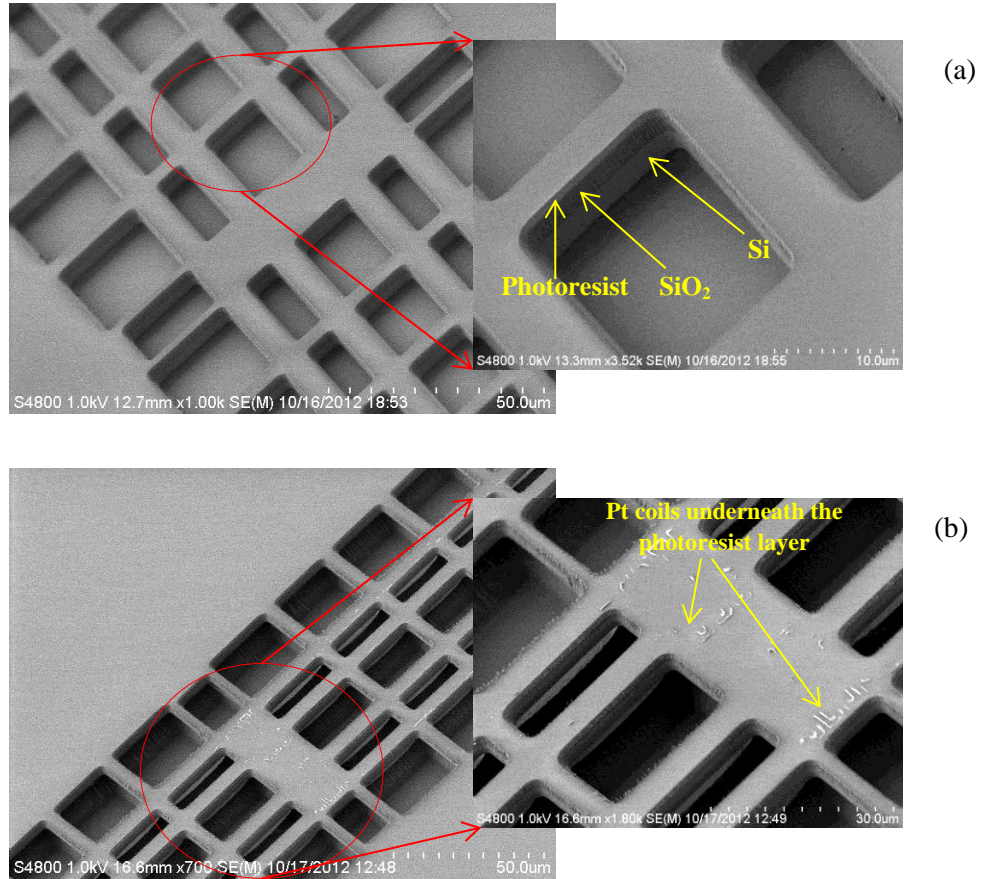 (a)
Photoresist SiO₂ Si
S4800 1.0kV 13.3mm x3.52k SE(M) 10/16/2012 18:55 10.0um
S4800 1.0kV 12.7mm x1.00k SE(M) 10/16/2012 18:53 50.0um
(b)
Pt coils underneath the
photoresist layer
S4800 1.0kV 16.6mm x1.80k SE(M) 10/17/2012 12:49 30.0um
S4800 1.0kV 16.6mm x700 SE(M) 10/17/2012 12:48 50.0um